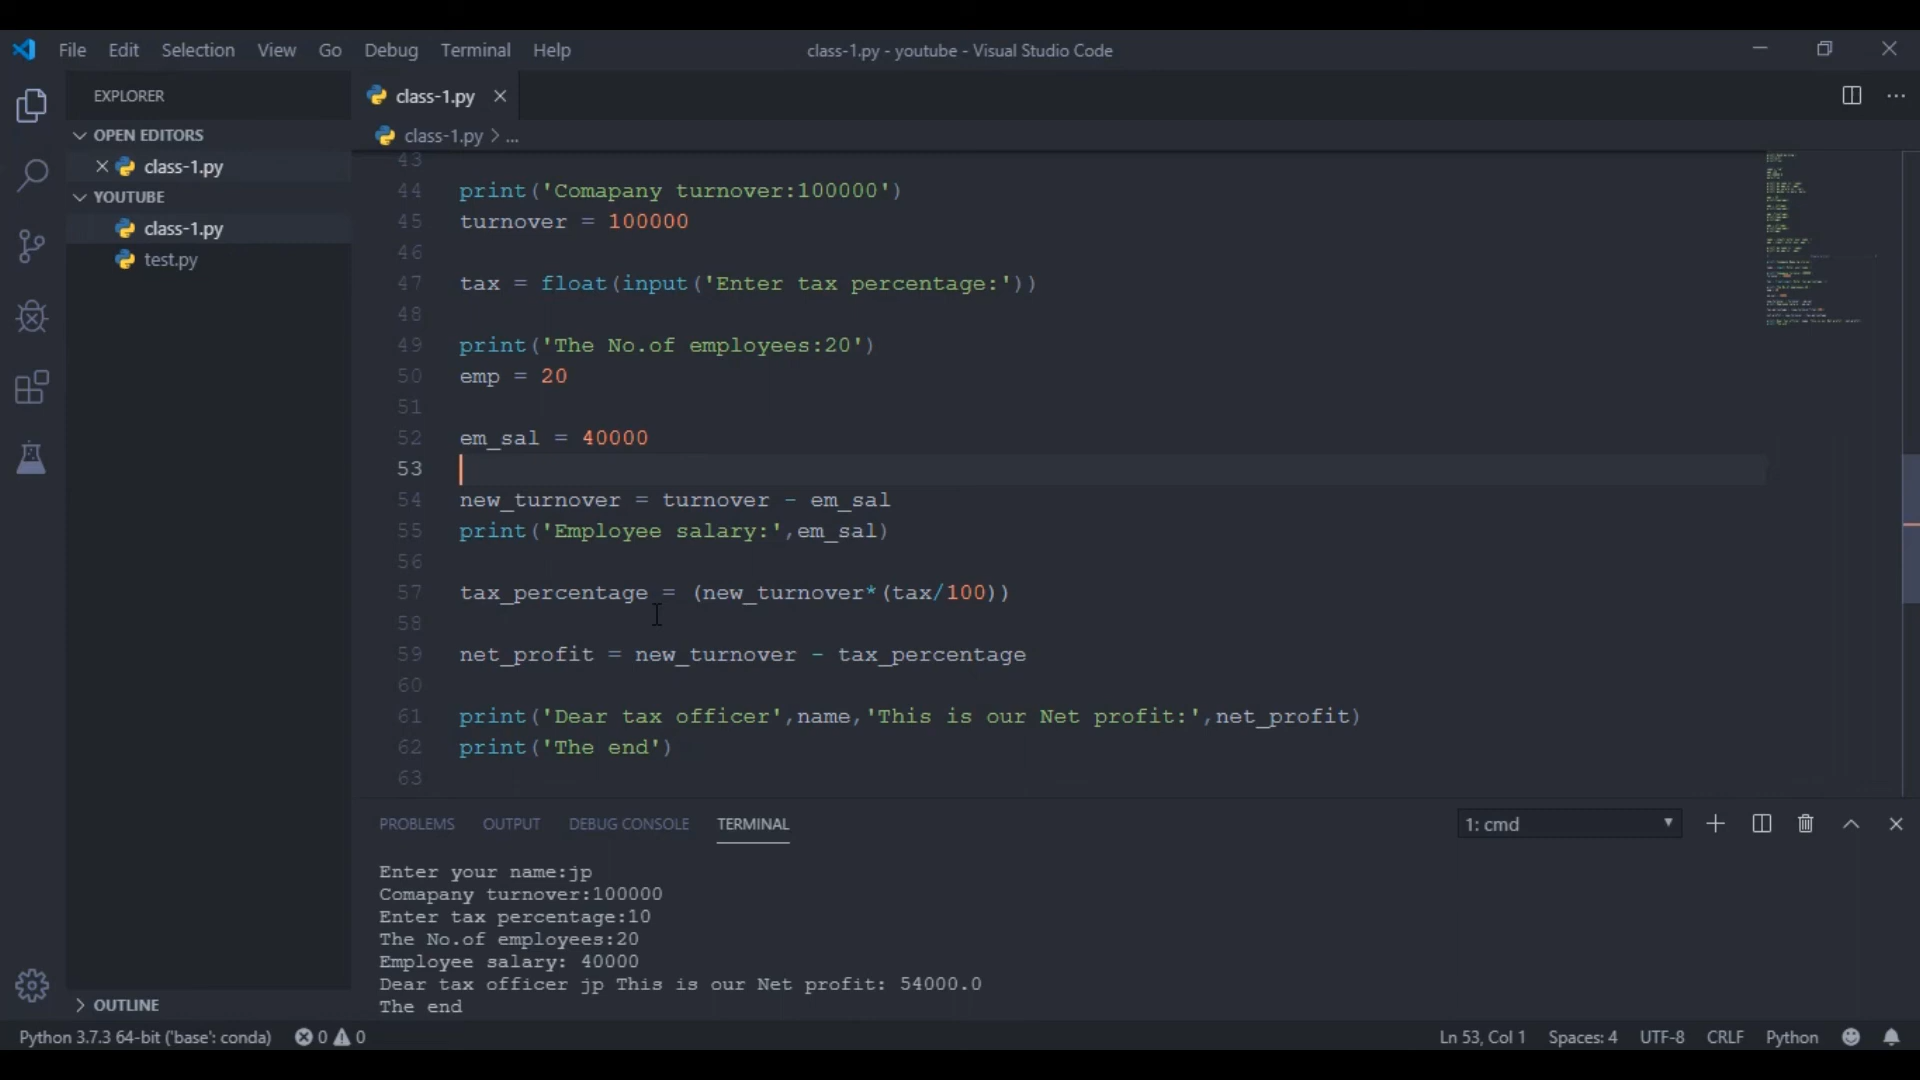 File Edit Selection View Go Debug Terminal Help
class-1.py - youtube - Visual Studio Code
EXPLORER
OPEN EDITORS
class-1.py
YOUTUBE
class-1.py
test.py
OUTLINE
class-1.py
class-1.py > ...
43
44 print('Comapany turnover:100000')
45 turnover = 100000
46
47 tax = float(input('Enter tax percentage:'))
48
49 print('The No.of employees:20')
50 emp = 20
51
52 em_sal = 40000
53
54 new_turnover = turnover - em_sal
55 print('Employee salary:',em_sal)
56
57 tax_percentage = (new_turnover*(tax/100))
58
59 net_profit = new_turnover - tax_percentage
60
61 print('Dear tax officer',name,'This is our Net profit:',net_profit)
62 print('The end')
63
PROBLEMS OUTPUT DEBUG CONSOLE TERMINAL
1: cmd
Enter your name:jp
Comapany turnover:100000
Enter tax percentage:10
The No.of employees:20
Employee salary: 40000
Dear tax officer jp This is our Net profit: 54000.0
The end
Python 3.7.3 64-bit ('base': conda) 0 0
Ln 53, Col 1 Spaces: 4 UTF-8 CRLF Python